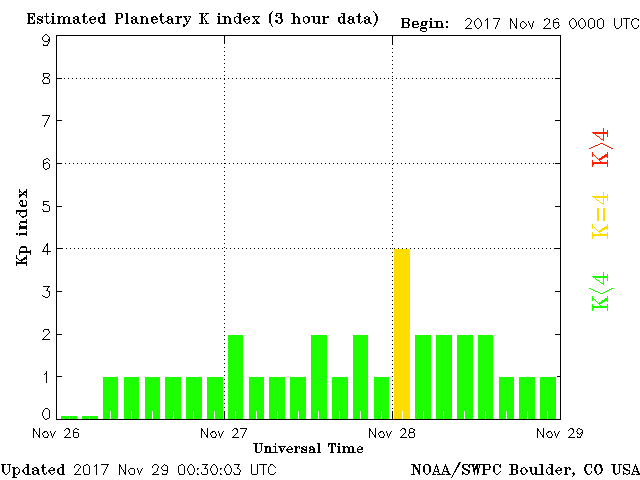 Estimated Planetary K index (3 hour data) Begin: 2017 Nov 26 0000 UTC
9
8
7
6
5
4
3
2
1
0
Kp index
K>4
K=4
K<4
Nov 26 Nov 27 Nov 28 Nov 29
Universal Time
Updated 2017 Nov 29 00:30:03 UTC NOAA/SWPC Boulder, CO USA